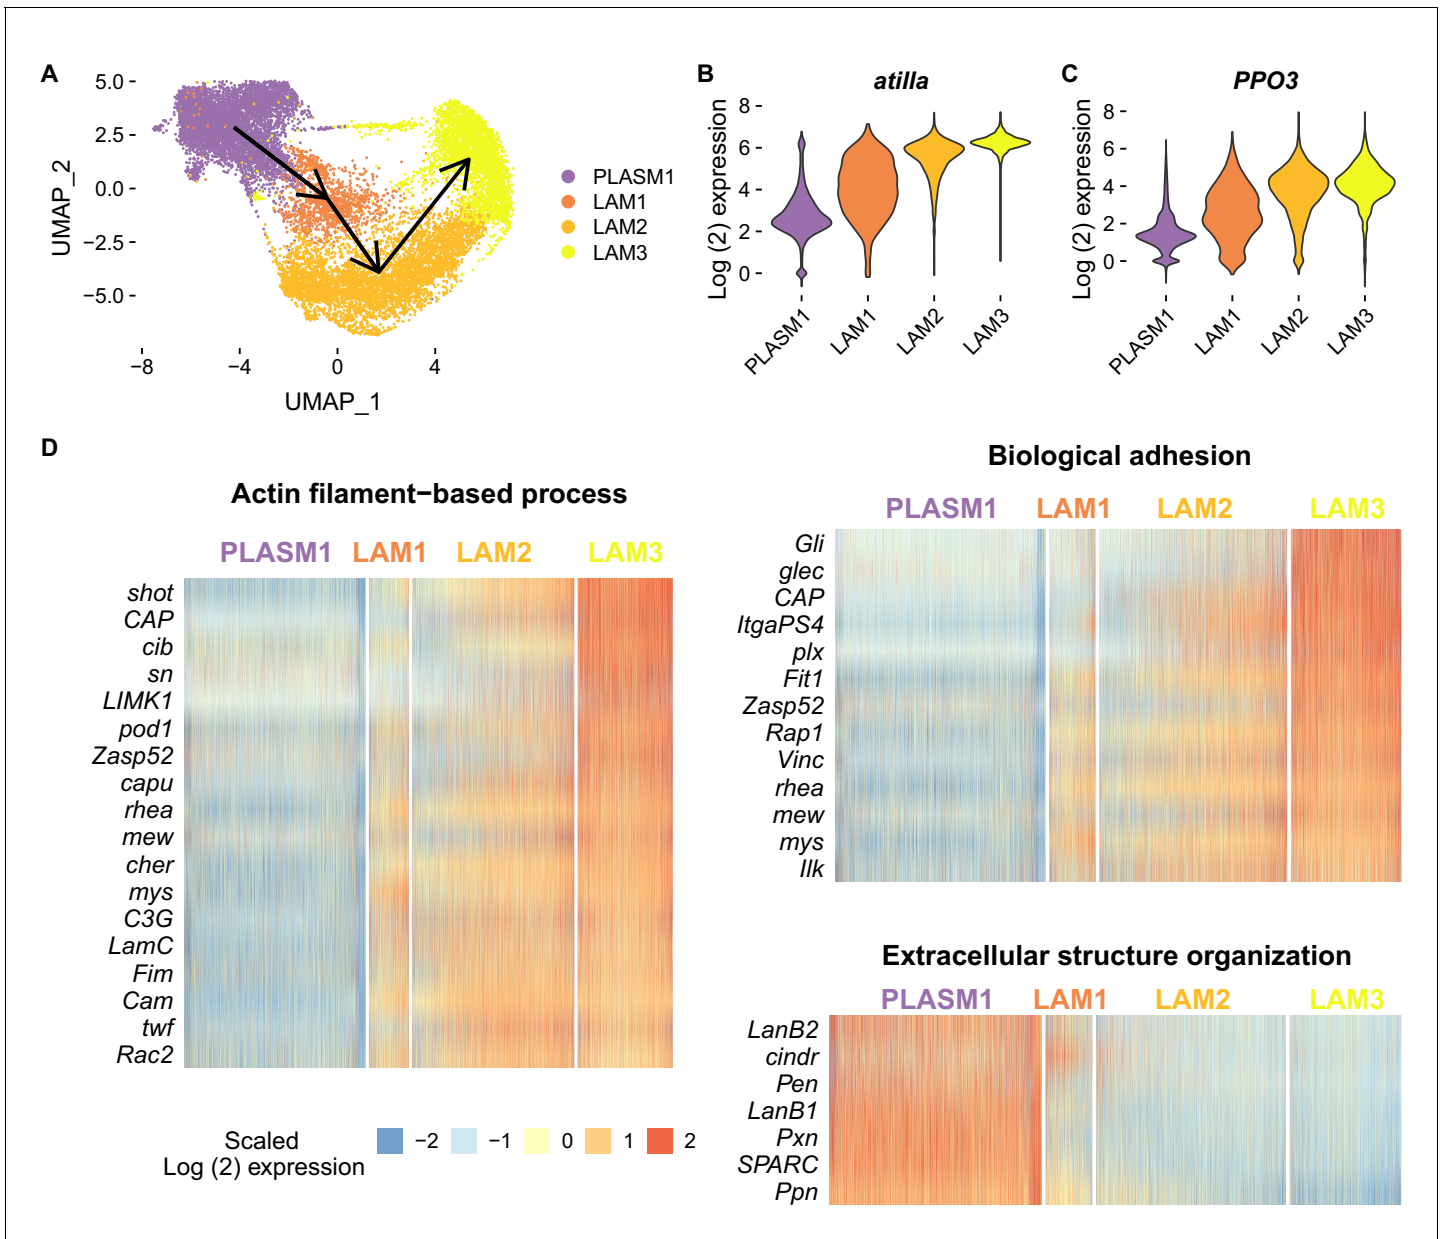 A
5.0
2.5
0.0
−2.5
−5.0
UMAP_2
−8
−4
0
4
UMAP_1
PLASM1
LAM1
LAM2
LAM3
B
atilla
8
6
4
2
0
Log (2) expression
PLASM1
LAM1
LAM2
LAM3
C
PPO3
8
6
4
2
0
Log (2) expression
PLASM1
LAM1
LAM2
LAM3
D
Actin filament−based process
PLASM1 LAM1 LAM2 LAM3
shot
CAP
cib
sn
LIMK1
pod1
Zasp52
capu
rhea
mew
cher
mys
C3G
LamC
Fim
Cam
twf
Rac2
Scaled
Log (2) expression
−2 −1 0 1 2
Biological adhesion
PLASM1 LAM1 LAM2 LAM3
Gli
glec
CAP
ItgaPS4
plx
Fit1
Zasp52
Rap1
Vinc
rhea
mew
mys
Ilk
Extracellular structure organization
PLASM1 LAM1 LAM2 LAM3
LanB2
cindr
Pen
LanB1
Pxn
SPARC
Ppn